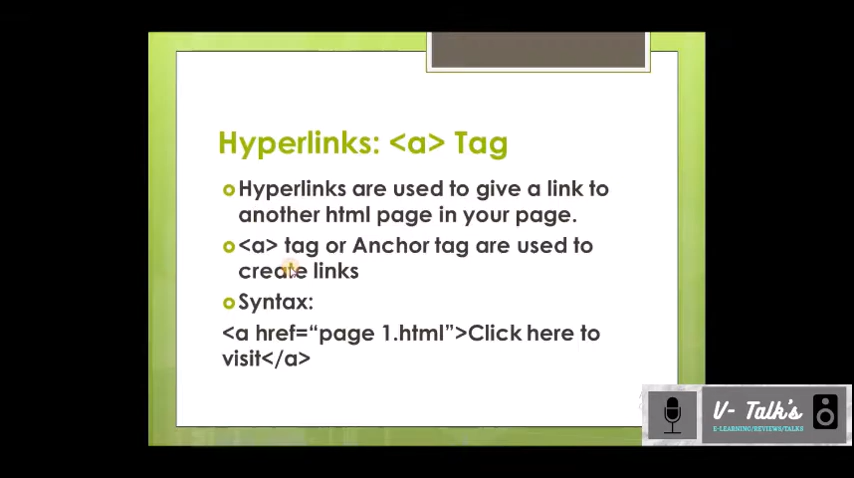 Hyperlinks: <a> Tag
Hyperlinks are used to give a link to
another html page in your page.
<a> tag or Anchor tag are used to
create links
Syntax:
<a href=“page 1.html”>Click here to
visit</a>
V- Talk's
E-LEARNING/REVIEWS/TALKS